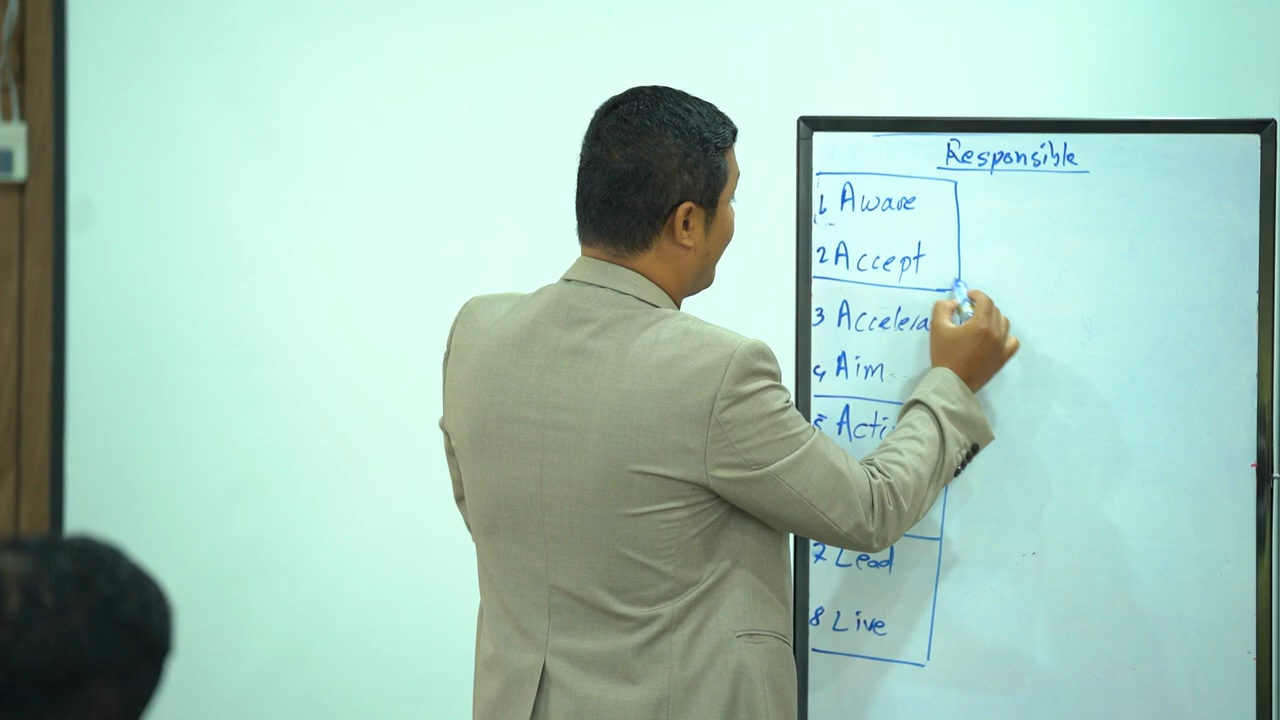 Responsible
1. Aware
2 Accept
3 Accelera
4 Aim
5 Acti
7 Lead
8 Live